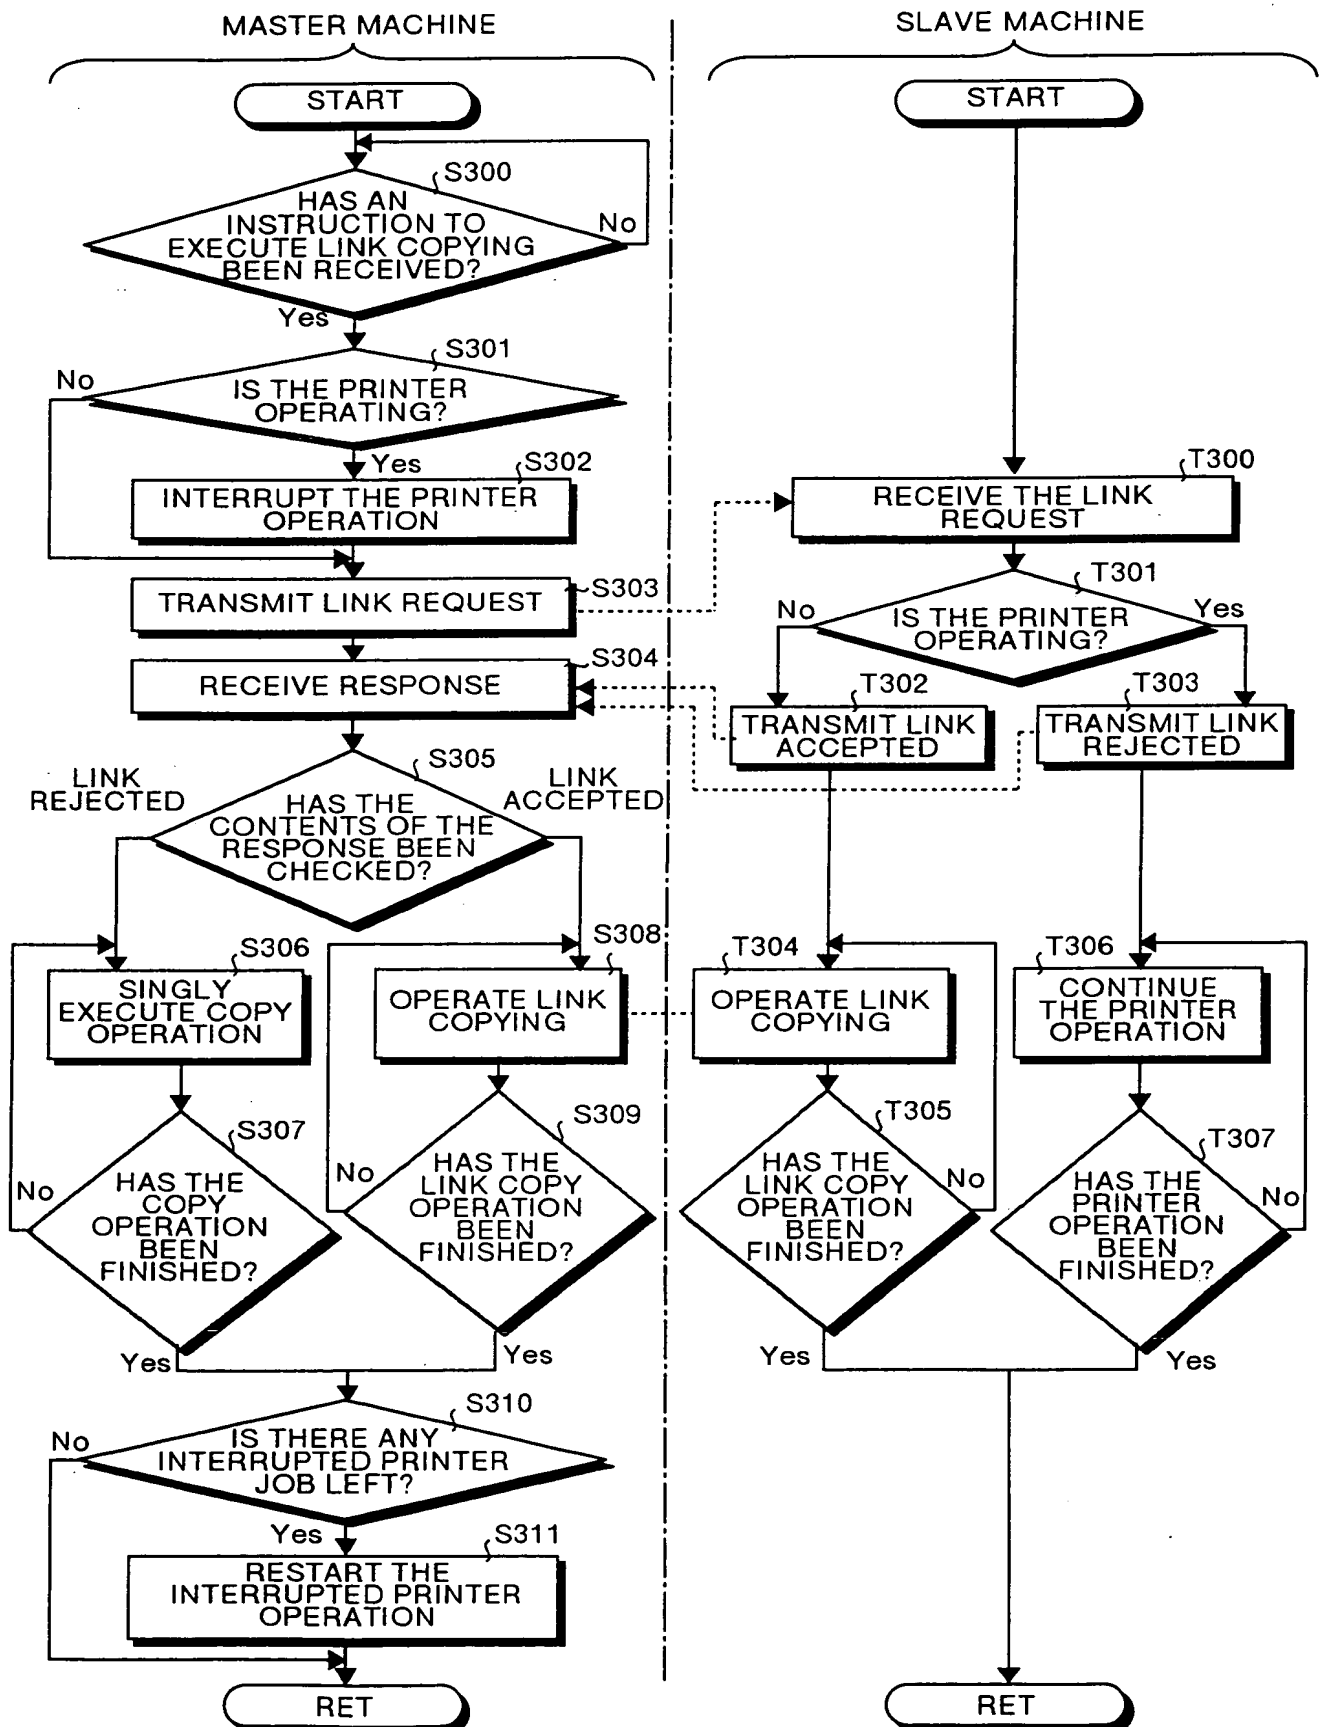 MASTER MACHINE
START
S300
HAS AN
INSTRUCTION TO
EXECUTE LINK COPYING
BEEN RECEIVED?
No
Yes
S301
No
IS THE PRINTER
OPERATING?
Yes
S302
INTERRUPT THE PRINTER
OPERATION
TRANSMIT LINK REQUEST
S303
S304
RECEIVE RESPONSE
S305
LINK
REJECTED
LINK
ACCEPTED
HAS THE
CONTENTS OF THE
RESPONSE BEEN
CHECKED?
S306
SINGLY
EXECUTE COPY
OPERATION
S308
OPERATE LINK
COPYING
S307
No
HAS THE
COPY
OPERATION
BEEN
FINISHED?
Yes
S309
No
HAS THE
LINK COPY
OPERATION
BEEN
FINISHED?
Yes
S310
No
IS THERE ANY
INTERRUPTED PRINTER
JOB LEFT?
Yes
S311
RESTART THE
INTERRUPTED PRINTER
OPERATION
RET
SLAVE MACHINE
START
T300
RECEIVE THE LINK
REQUEST
T301
No
IS THE PRINTER
OPERATING?
Yes
T302
TRANSMIT LINK
ACCEPTED
T303
TRANSMIT LINK
REJECTED
T304
OPERATE LINK
COPYING
T306
CONTINUE
THE PRINTER
OPERATION
T305
HAS THE
LINK COPY
OPERATION
BEEN
FINISHED?
No
Yes
T307
HAS THE
PRINTER
OPERATION
BEEN
FINISHED?
No
Yes
RET